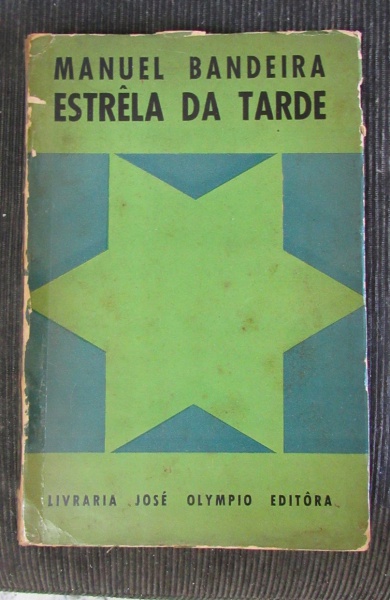 MANUEL BANDEIRA
ESTRÊLA DA TARDE
LIVRARIA JOSÉ OLYMPIO EDITÔRA